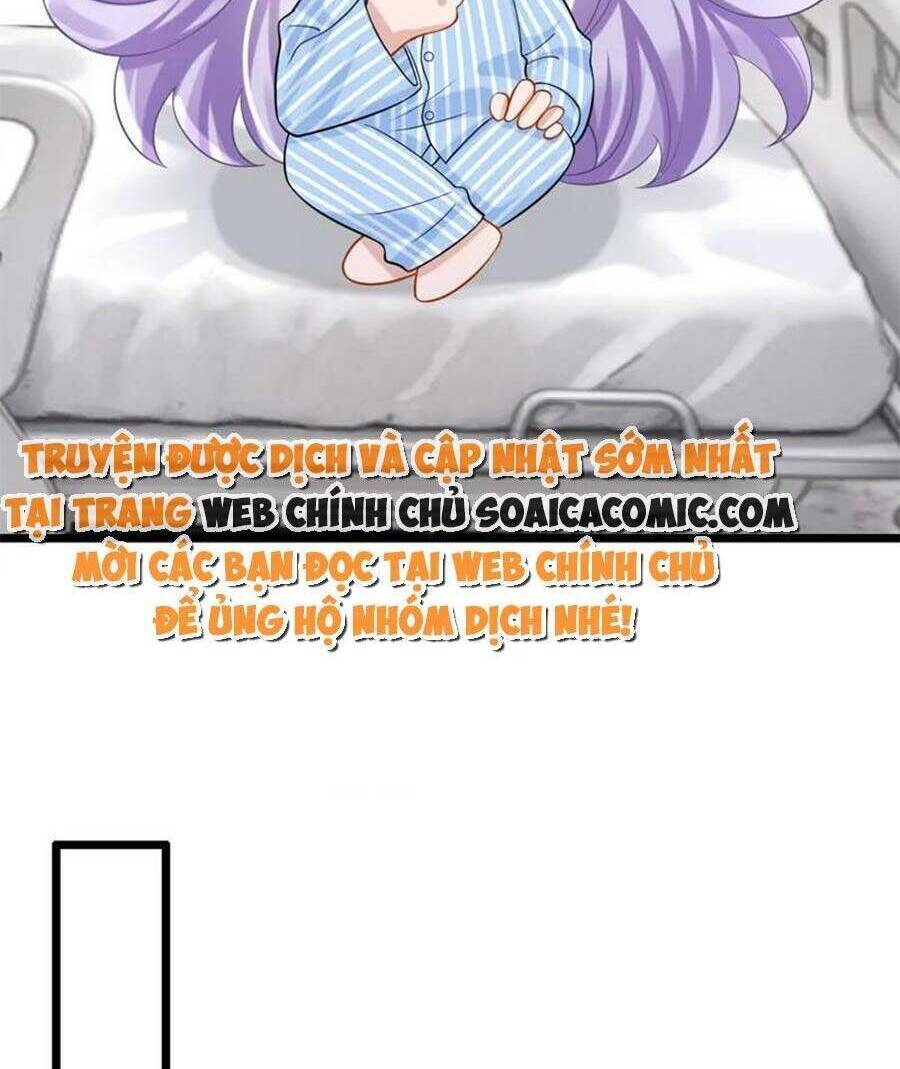 TRUYỆN ĐƯỢC DỊCH VÀ CẬP NHẬT SỚM NHẤT
TẠI TRANG WEB CHÍNH CHỦ SOAICACOMIC.COM
MỜI CÁC BẠN ĐỌC TẠI WEB CHÍNH CHỦ
ĐỂ ỦNG HỘ NHÓM DỊCH NHÉ!